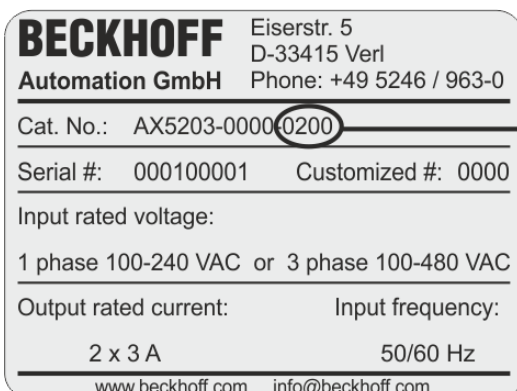 BECKHOFF
Automation GmbH
Eiserstr. 5
D-33415 Verl
Phone: +49 5246 / 963-0
Cat. No.: AX5203-0000-0200
Serial #: 000100001 Customized #: 0000
Input rated voltage:
1 phase 100-240 VAC or 3 phase 100-480 VAC
Output rated current: Input frequency:
2 x 3 A 50/60 Hz
www.beckhoff.com info@beckhoff.com